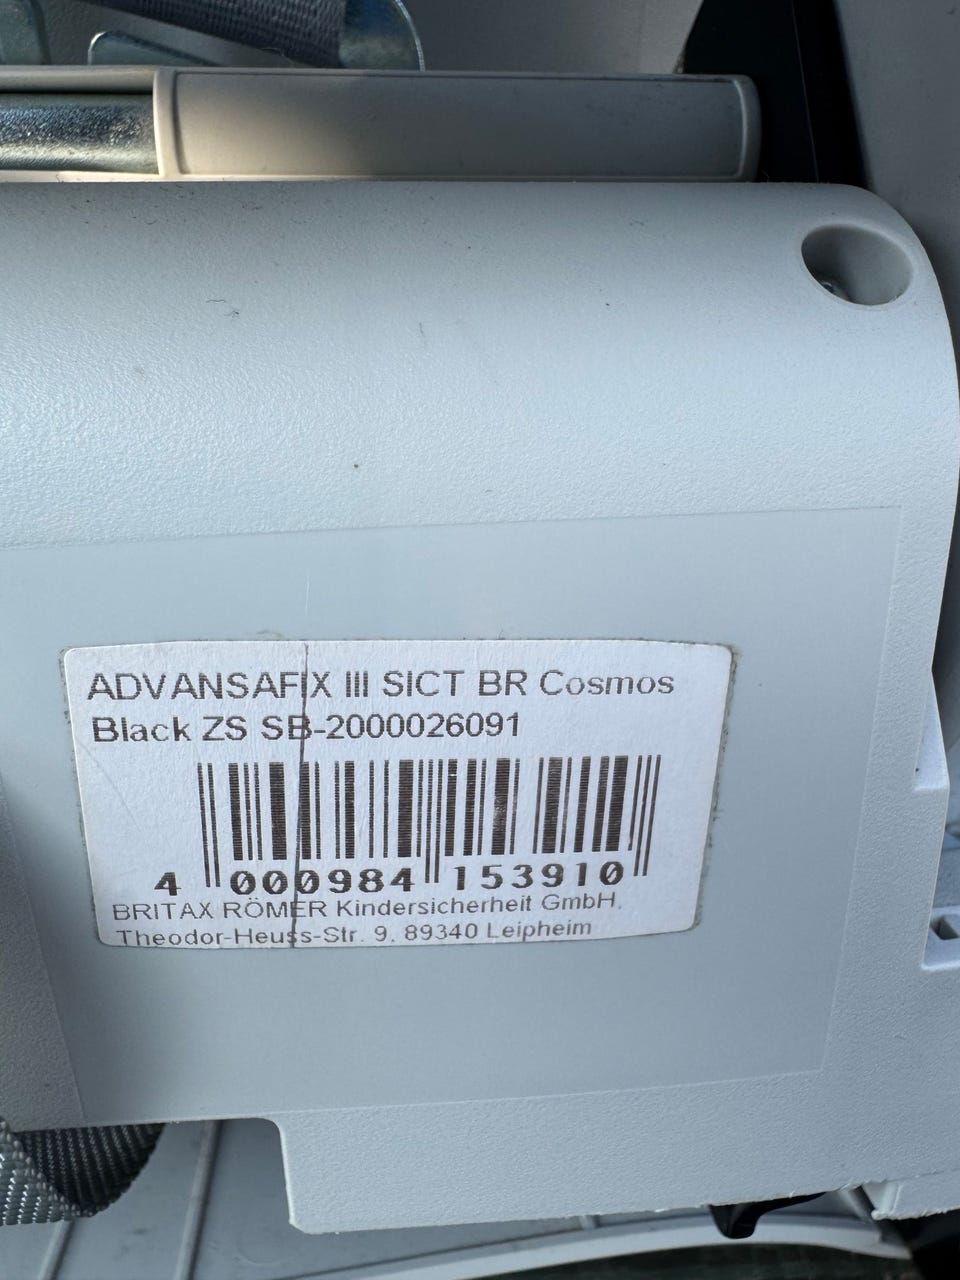 ADVANSAFIX III SICT BR Cosmos
Black ZS SB-2000026091
4 000984 153910
BRITAX RÖMER Kindersicherheit GmbH,
Theodor-Heuss-Str. 9, 89340 Leipheim